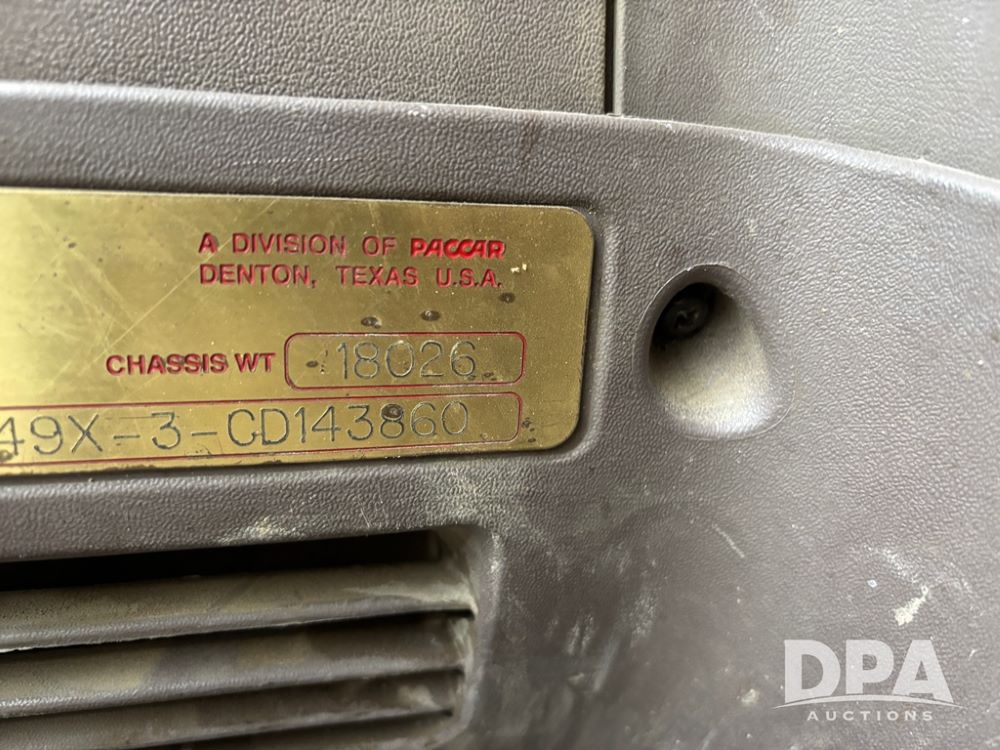 A DIVISION OF PACCAR
DENTON, TEXAS U.S.A.
CHASSIS WT 18026
49X-3-CD143860
DPA
AUCTIONS